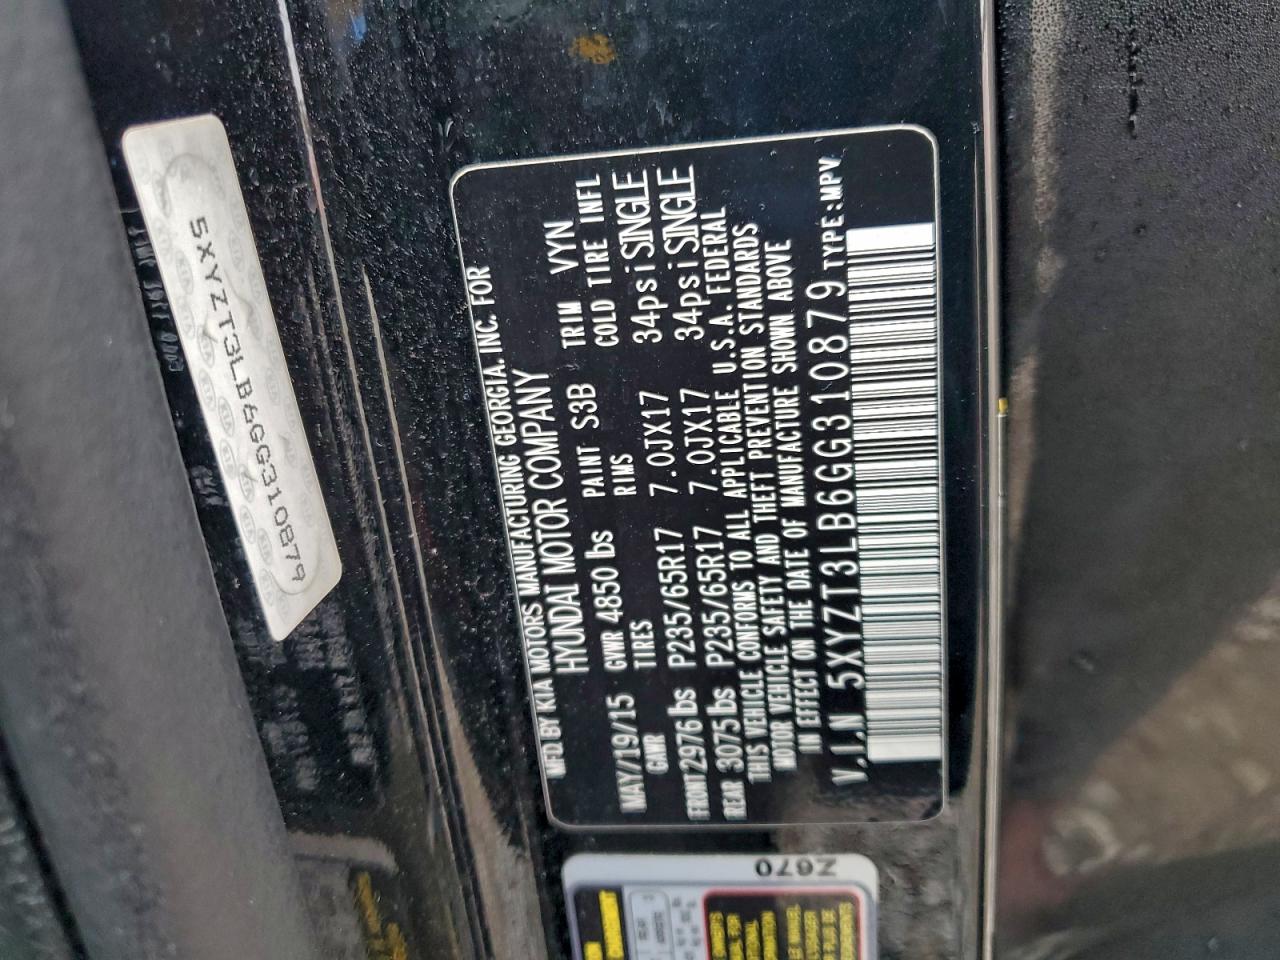 5XYZT3LB6GG310879
MFD BY KIA MOTORS MANUFACTURING GEORGIA. INC. FOR
HYUNDAI MOTOR COMPANY
MAY/19/15 GVWR 4850 lbs PAINT S3B TRIM VYN
GAWR TIRES RIMS COLD TIRE INFL
FRONT 2976 lbs P235/65R17 7.0JX17 34psi SINGLE
REAR 3075 lbs P235/65R17 7.0JX17 34psi SINGLE
THIS VEHICLE CONFORMS TO ALL APPLICABLE U.S.A. FEDERAL
MOTOR VEHICLE SAFETY AND THEFT PREVENTION STANDARDS
IN EFFECT ON THE DATE OF MANUFACTURE SHOWN ABOVE
V.I.N 5XYZT3LB6GG310879 TYPE:MPV
Z670